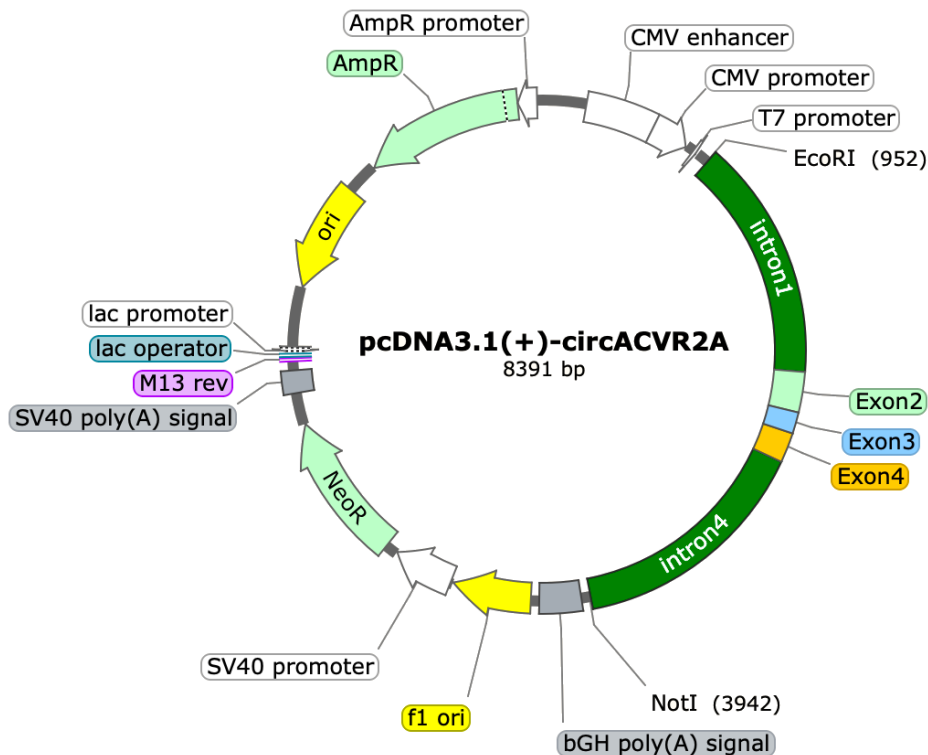 AmpR promoter
CMV enhancer
AmpR
CMV promoter
T7 promoter
EcoRI (952)
ori
intron1
lac promoter
lac operator
M13 rev
SV40 poly(A) signal
pcDNA3.1(+)-circACVR2A
8391 bp
Exon2
Exon3
Exon4
NeoR
intron4
SV40 promoter
f1 ori
NotI (3942)
bGH poly(A) signal